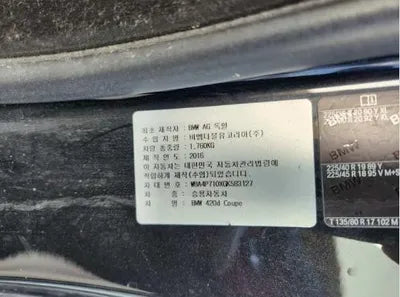 최초 제작자 : BMW AG 독일
수 입 자 명 : 비엠더블유코리아(주)
차량 총중량 : 1,760KG
제작 연도 : 2016
이 자동차는 대한민국 자동차관리법령에
적합하게 제작(수입)되었습니다
차 대 번 호 : WBA4P710XGK583127
차 종 : 승용자동차
차 명 : BMW 420d Coupe
BMW
225/40 R 19 89 Y
225/45 R 18 95 V M+S
T 135/80 R 17 102 M